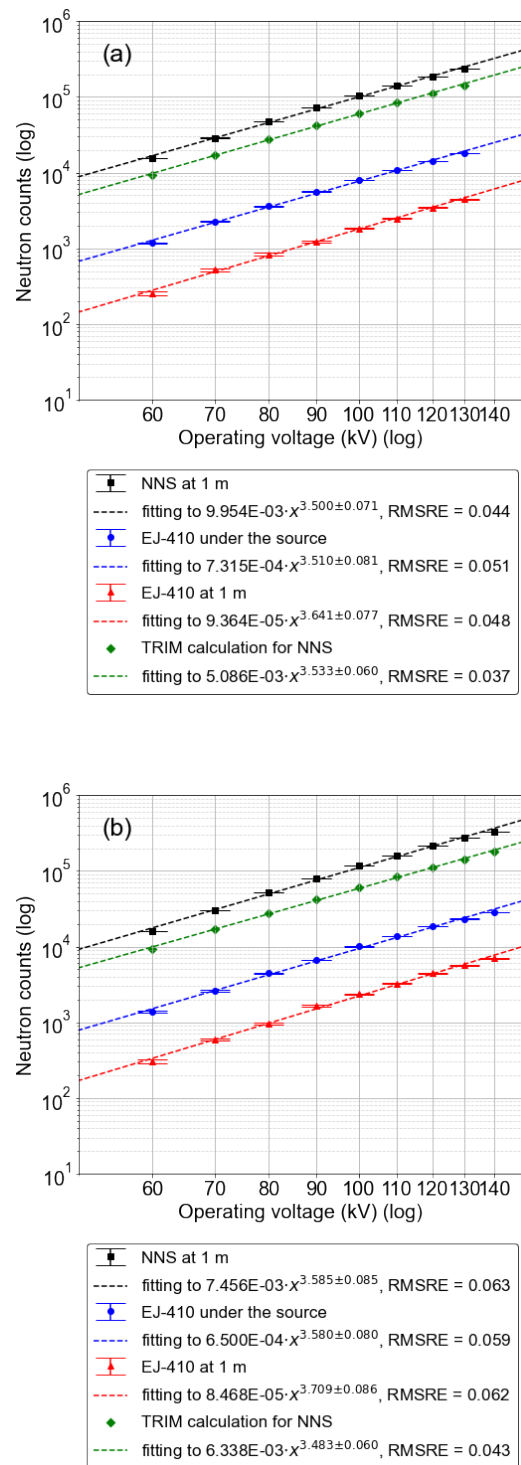 (a)
10^6
10^5
10^4
10^3
10^2
10^1
Neutron counts (log)
60 70 80 90 100 110 120 130 140
Operating voltage (kV) (log)
NNS at 1 m
fitting to 9.954E-03·x^3.500±0.071, RMSRE = 0.044
EJ-410 under the source
fitting to 7.315E-04·x^3.510±0.081, RMSRE = 0.051
EJ-410 at 1 m
fitting to 9.364E-05·x^3.641±0.077, RMSRE = 0.048
TRIM calculation for NNS
fitting to 5.086E-03·x^3.533±0.060, RMSRE = 0.037
(b)
10^6
10^5
10^4
10^3
10^2
10^1
Neutron counts (log)
60 70 80 90 100 110 120 130 140
Operating voltage (kV) (log)
NNS at 1 m
fitting to 7.456E-03·x^3.585±0.085, RMSRE = 0.063
EJ-410 under the source
fitting to 6.500E-04·x^3.580±0.080, RMSRE = 0.059
EJ-410 at 1 m
fitting to 8.468E-05·x^3.709±0.086, RMSRE = 0.062
TRIM calculation for NNS
fitting to 6.338E-03·x^3.483±0.060, RMSRE = 0.043